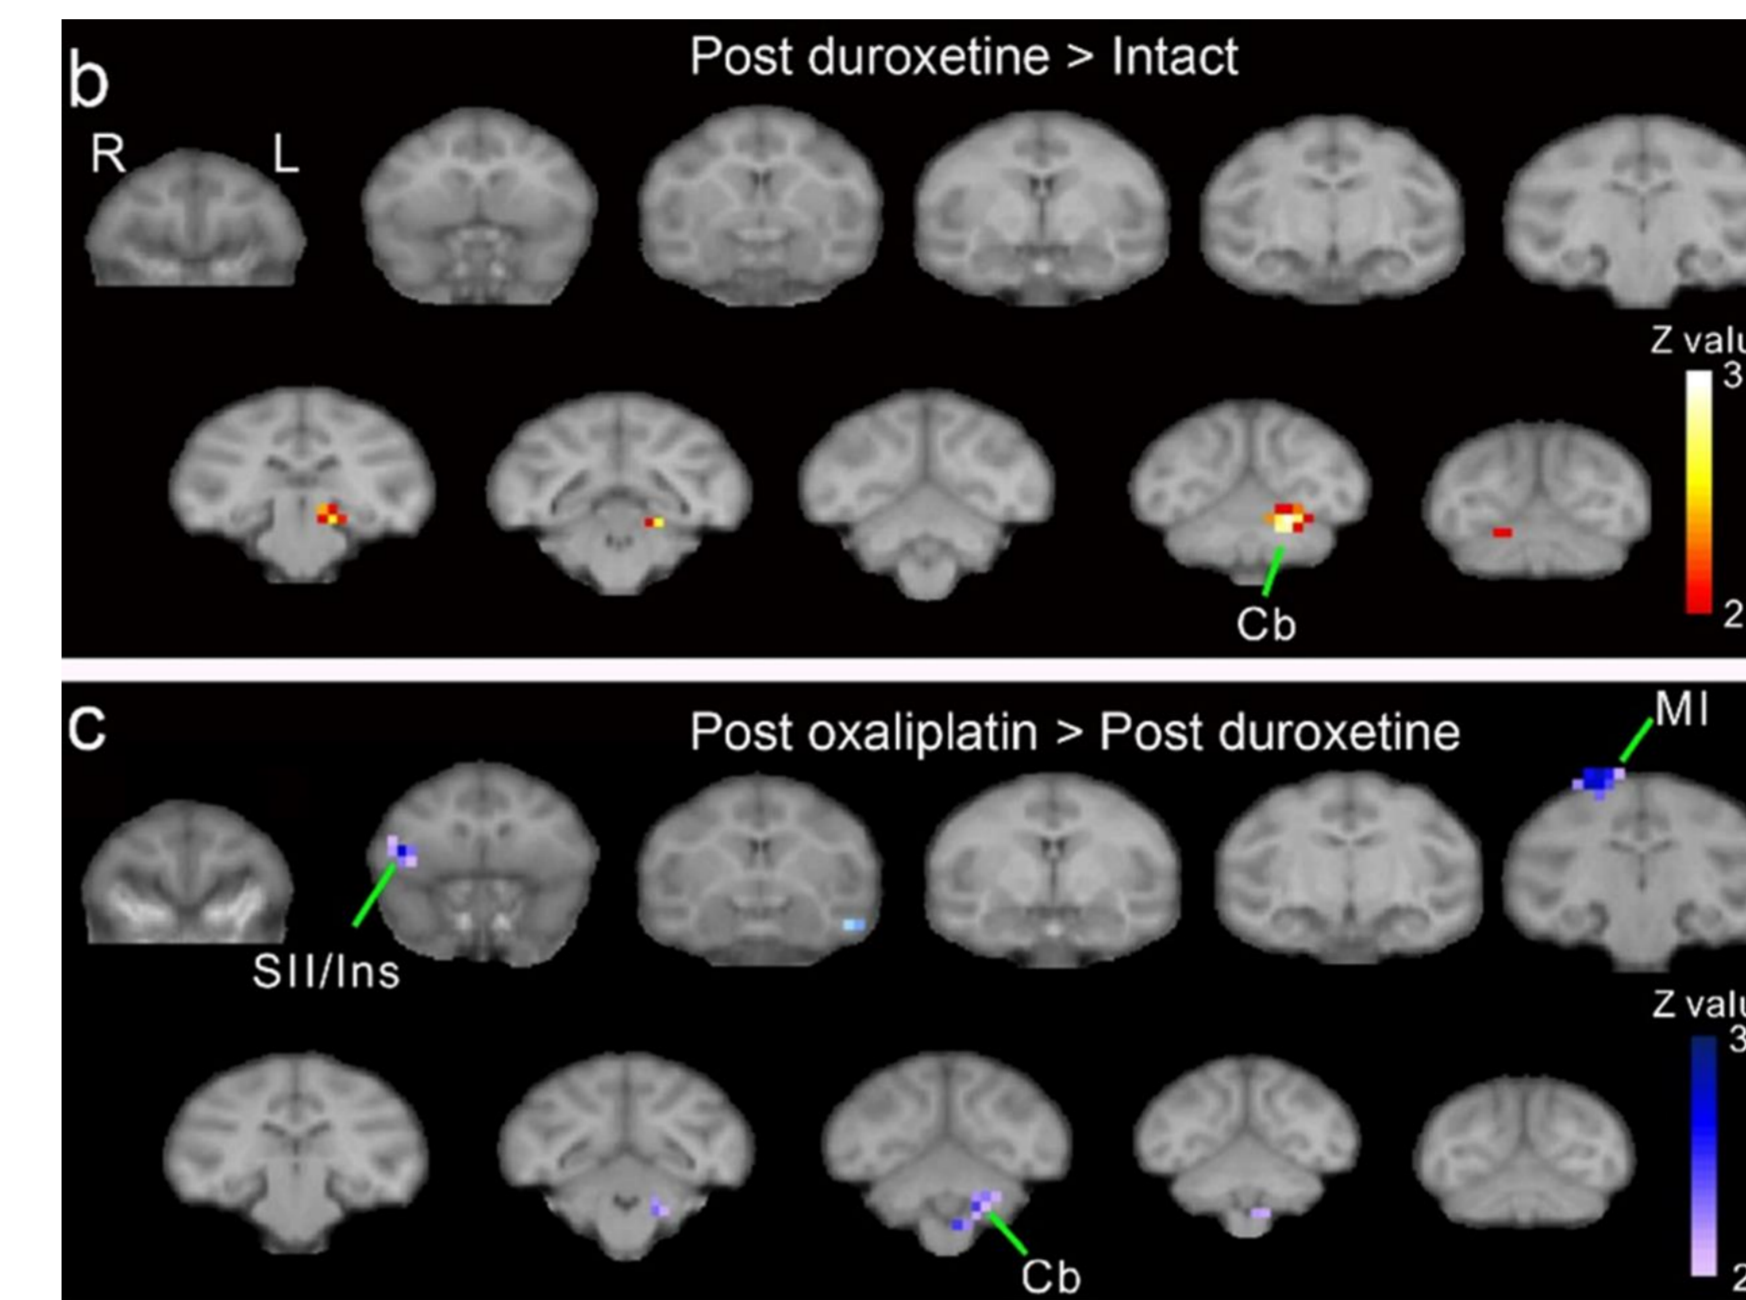 b
Post duroxetine > Intact
R L
Z valu
3
2
Cb
c
Post oxaliplatin > Post duroxetine
MI
SII/Ins
Z valu
3
2
Cb